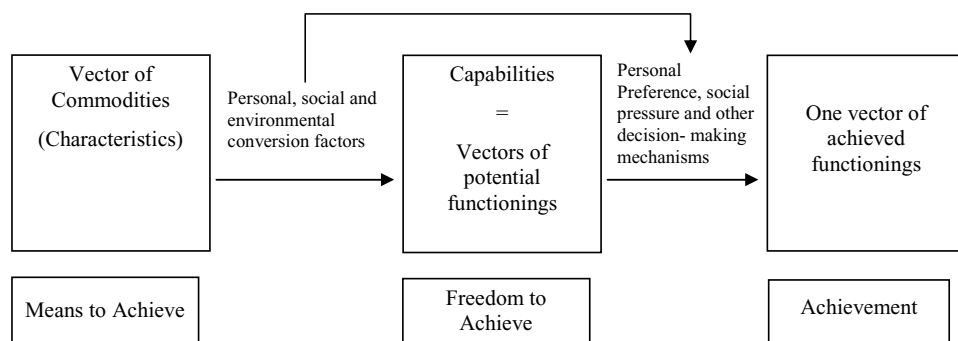 Vector of
Commodities
(Characteristics)
Personal, social and
environmental
conversion factors
Capabilities
=
Vectors of
potential
functionings
Personal
Preference, social
pressure and other
decision- making
mechanisms
One vector of
achieved
functionings
Means to Achieve
Freedom to
Achieve
Achievement